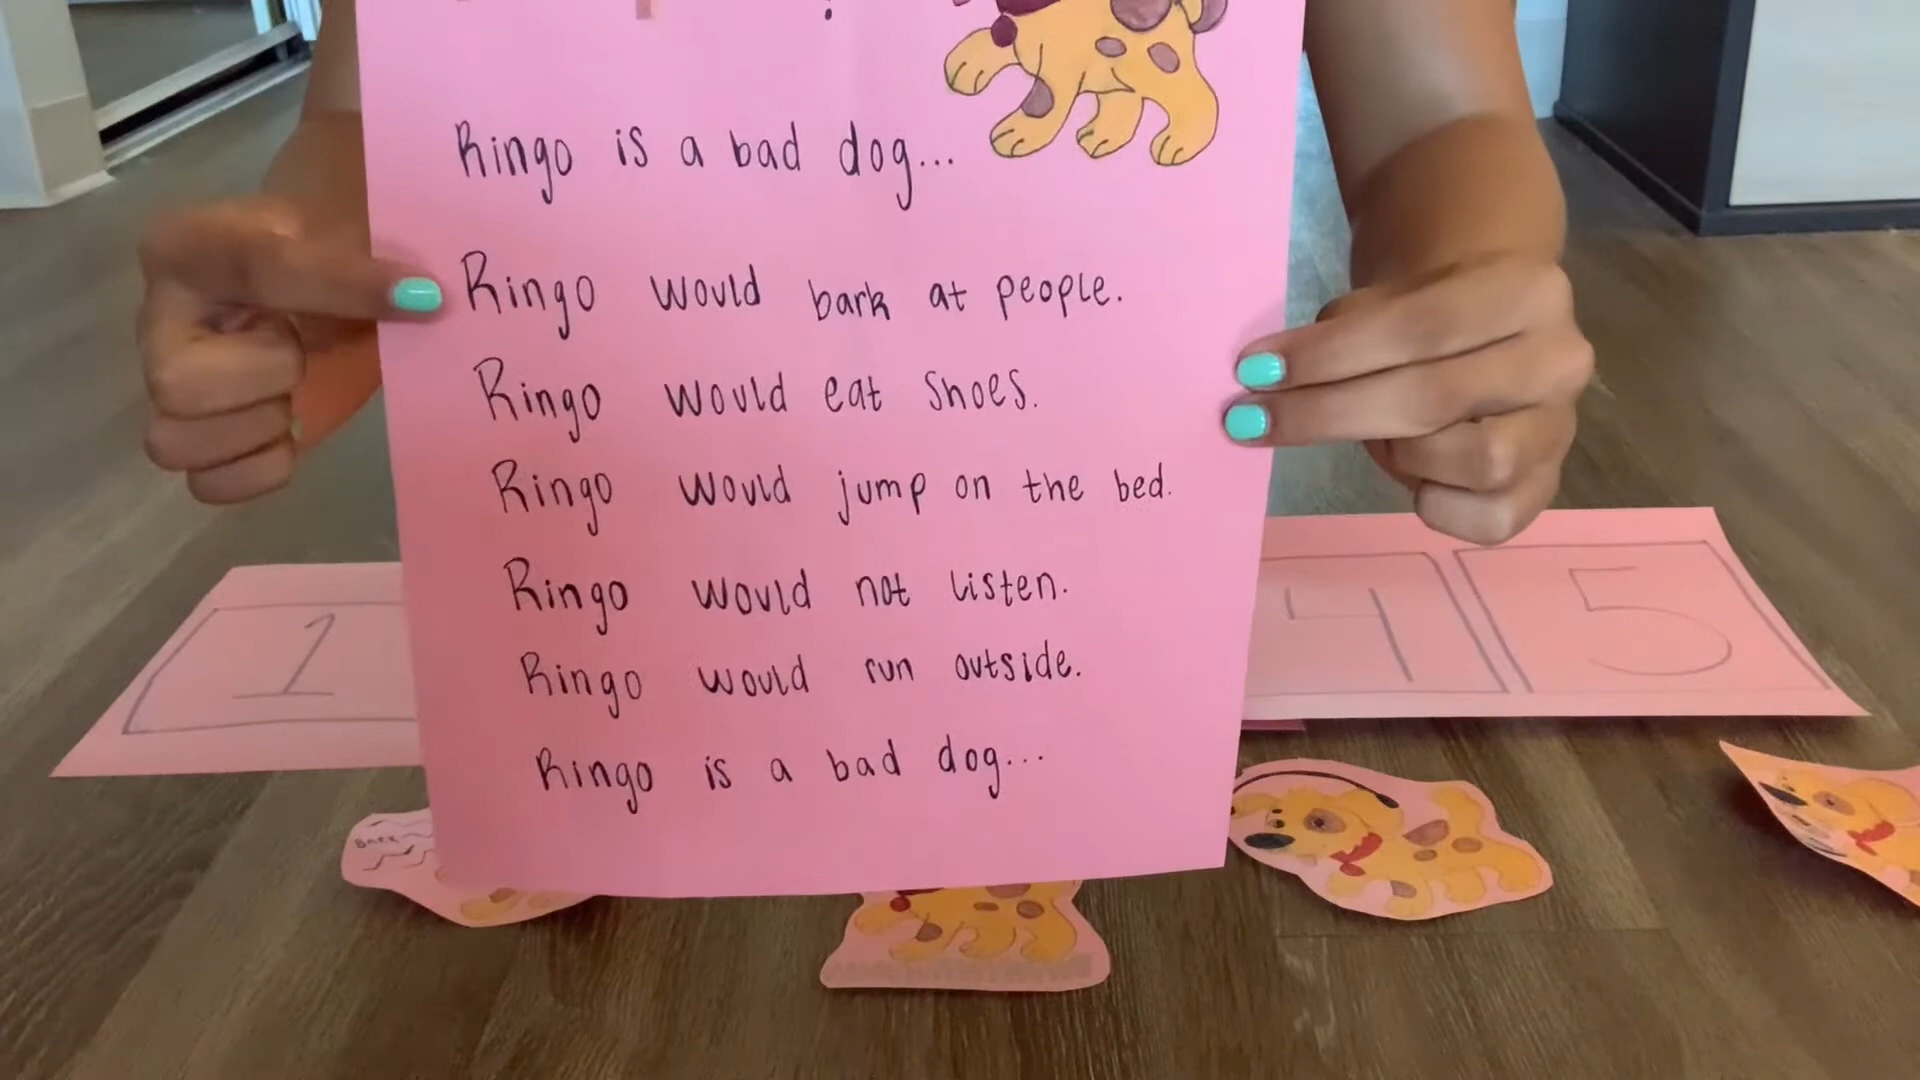 Ringo is a bad dog...
Ringo would bark at people.
Ringo would eat shoes.
Ringo would jump on the bed.
Ringo would not listen.
Ringo would run outside.
Ringo is a bad dog...
1
4
5
BARK